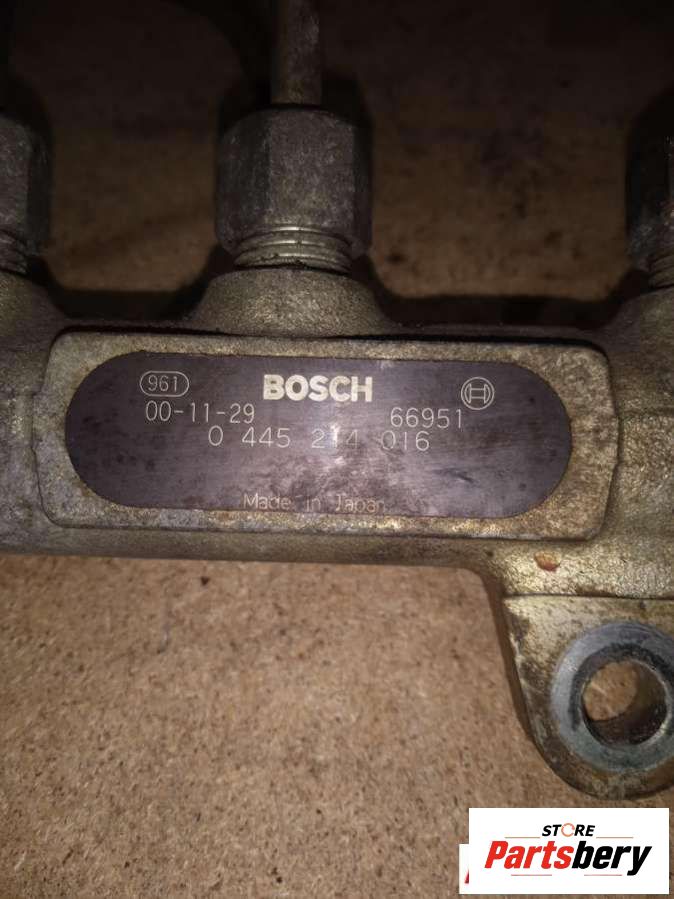 961 BOSCH
00-11-29 66951
0 445 214 016
Made in Japan
STORE
Partsbery